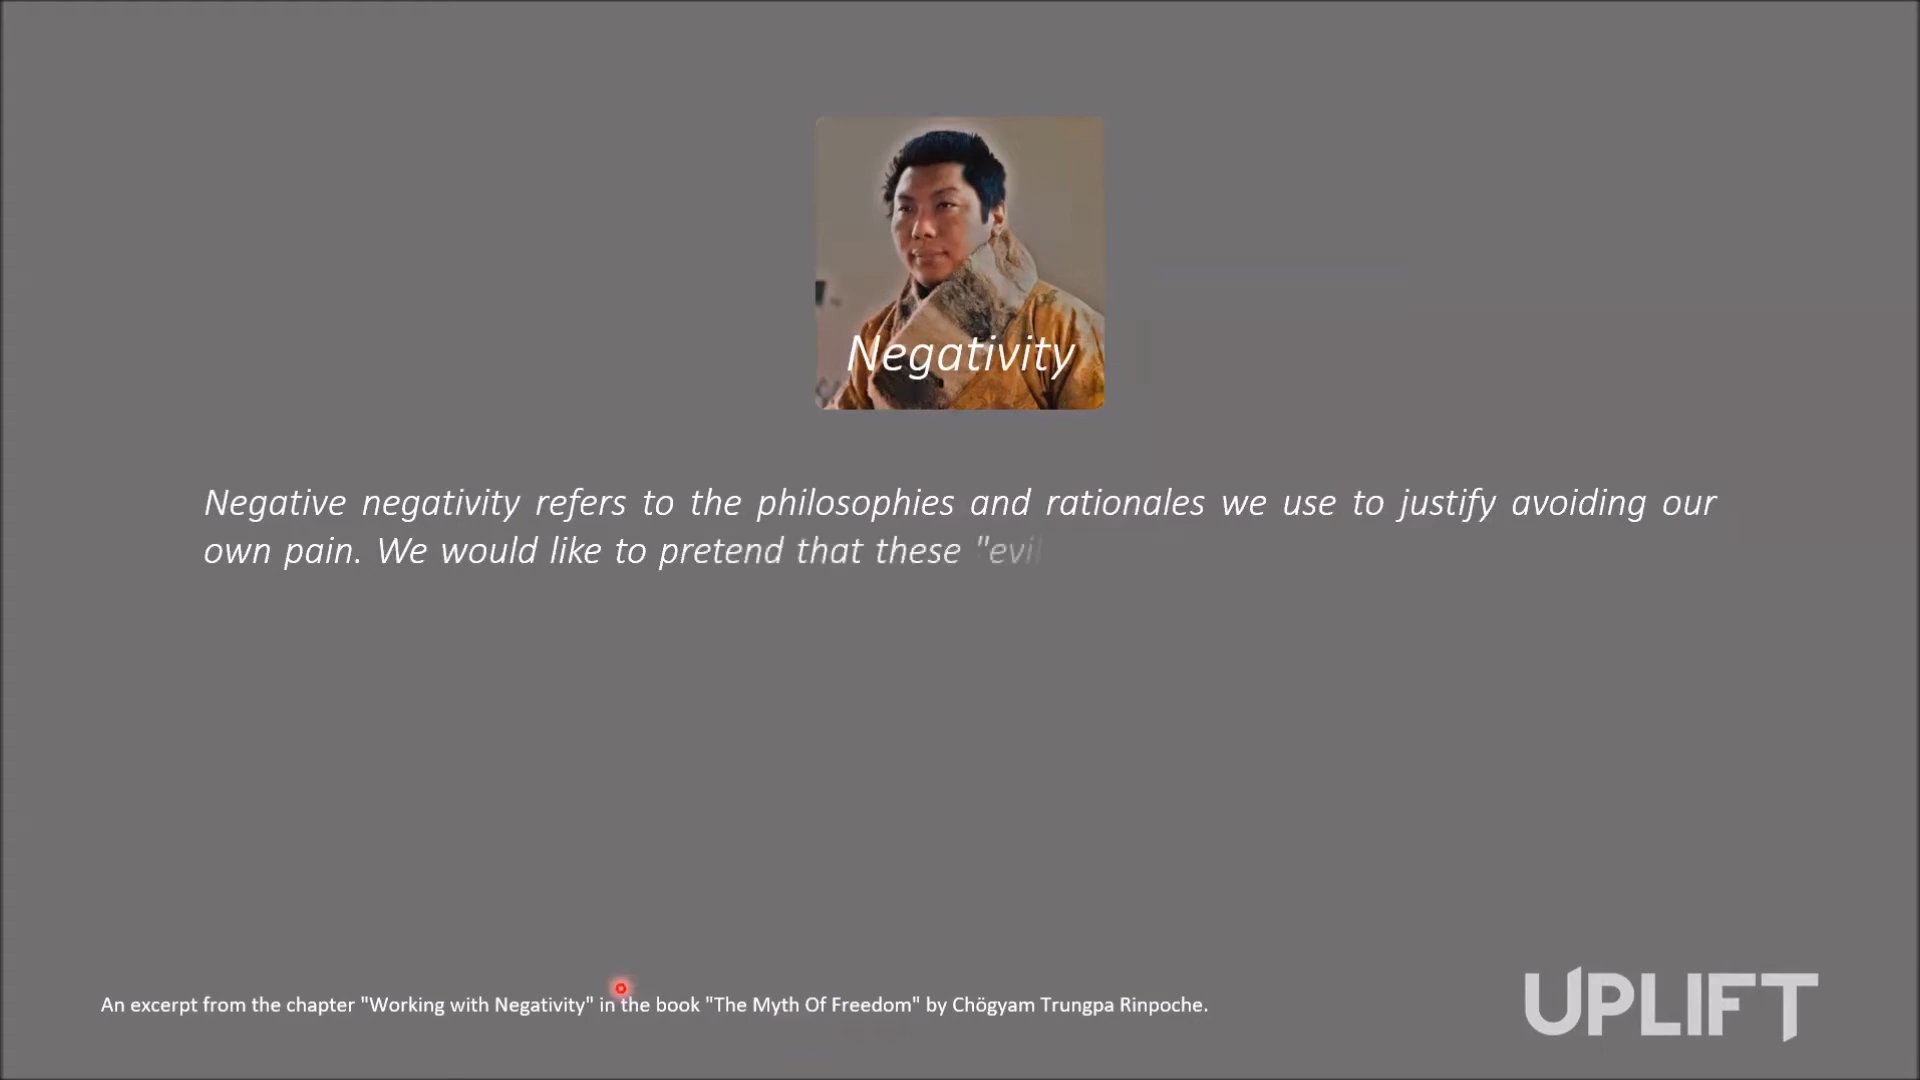 Negativity
Negative negativity refers to the philosophies and rationales we use to justify avoiding our
own pain. We would like to pretend that these "evil
An excerpt from the chapter "Working with Negativity" in the book "The Myth Of Freedom" by Chögyam Trungpa Rinpoche.
UPLIFT